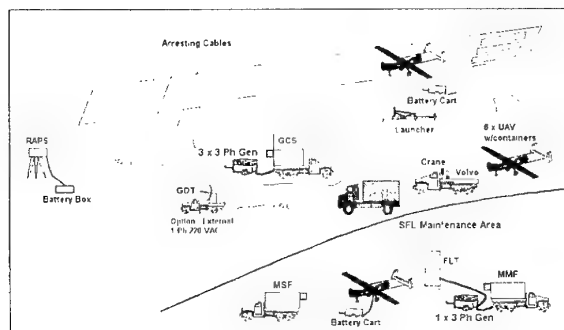 Arresting Cables
Battery Cart
RAPS
3 x 3 Ph Gen
GCS
Launcher
6 x UAV
w/containers
Battery Box
GDT
Option External
1 Ph 220 VAC
Crane
Volvo
SFL Maintenance Area
FLT
MSF
MMF
Battery Cart
1 x 3 Ph Gen